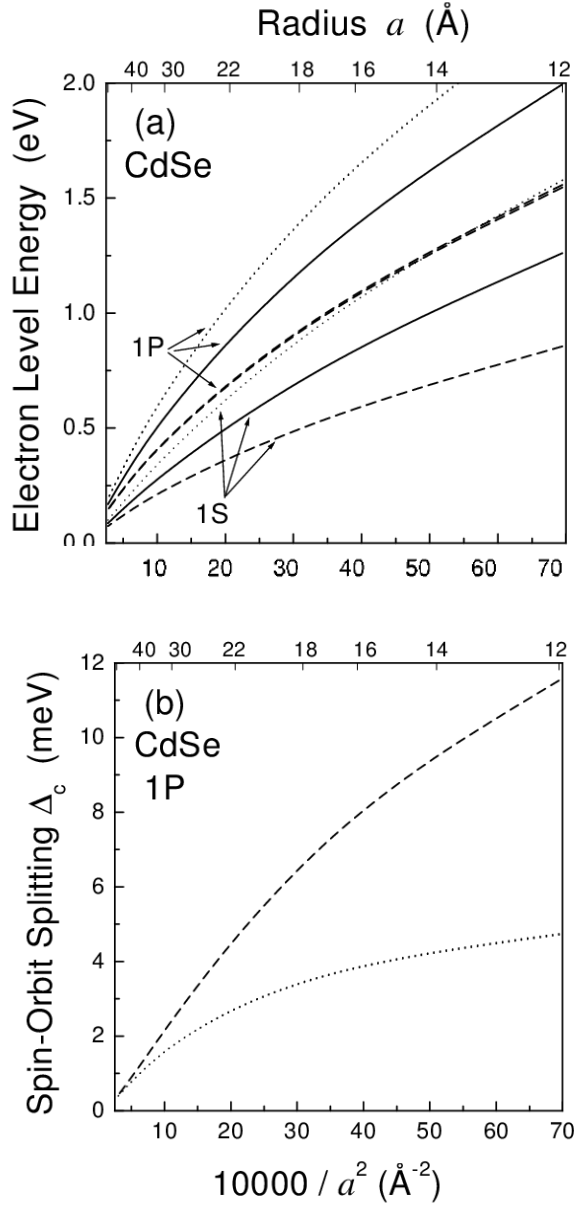 Radius a (Å)
40 30 22 18 16 14 12
2.0
(a)
CdSe
1.5
1.0
1P
0.5
1S
0.0
Electron Level Energy (eV)
10 20 30 40 50 60 70
40 30 22 18 16 14 12
12
(b)
CdSe
1P
10
8
6
4
2
0
Spin-Orbit Splitting Δc (meV)
10 20 30 40 50 60 70
10000 / a² (Å⁻²)